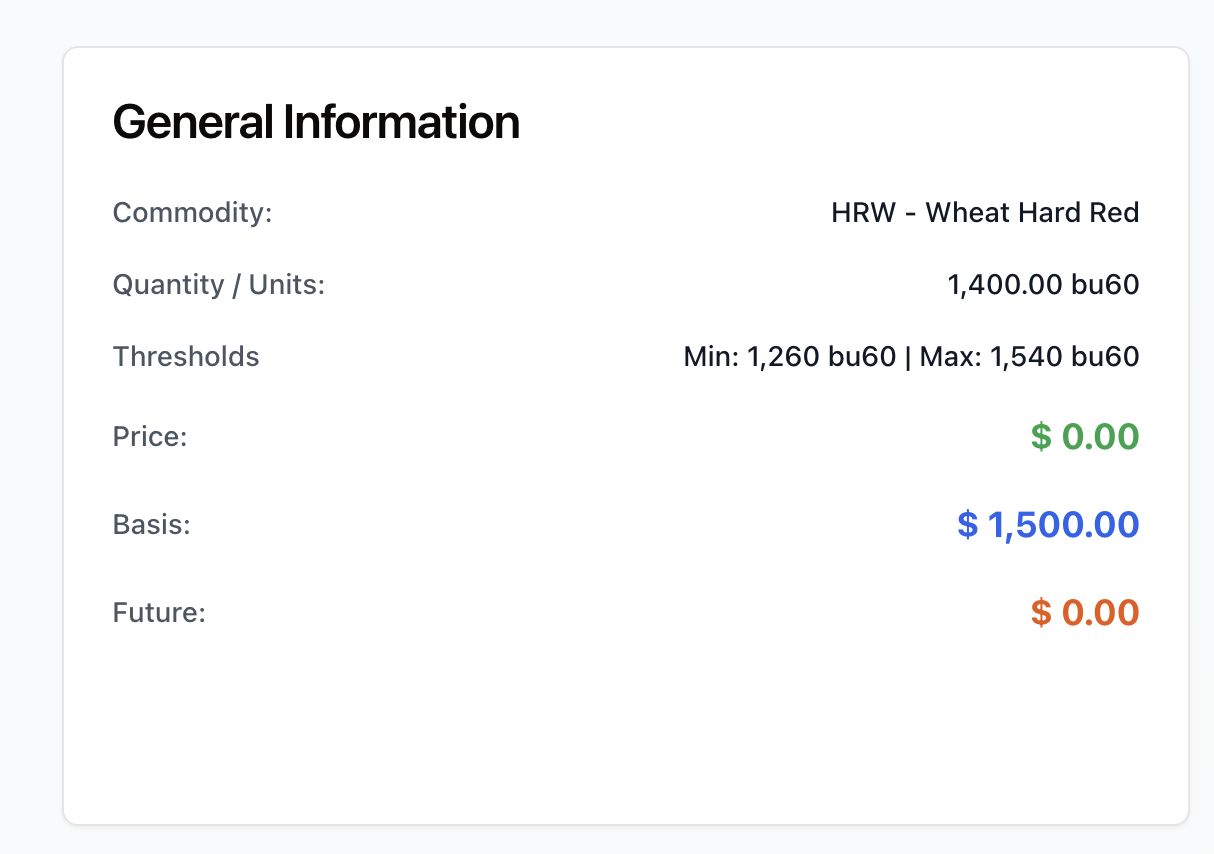 General Information
Commodity: HRW - Wheat Hard Red
Quantity / Units: 1,400.00 bu60
Thresholds Min: 1,260 bu60 | Max: 1,540 bu60
Price: $ 0.00
Basis: $ 1,500.00
Future: $ 0.00